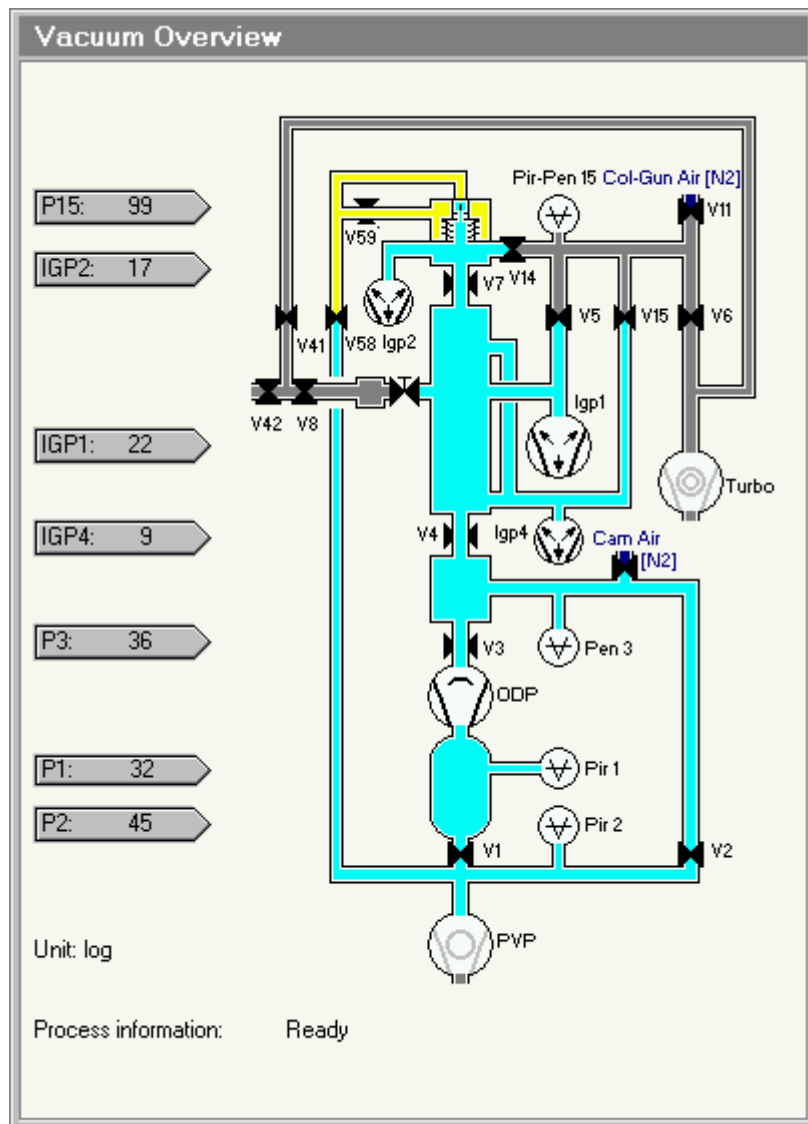 Vacuum Overview
Pir-Pen 15 Col-Gun Air [N2]
P15: 99
V11
V59
IGP2: 17
V14
V7
V5
V15
V6
V41
V58
Igp2
V42
V8
Igp1
IGP1: 22
Turbo
IGP4: 9
V4
Igp4
Cam Air
[N2]
P3: 36
V3
Pen 3
ODP
P1: 32
Pir 1
P2: 45
Pir 2
V1
V2
PVP
Unit: log
Process information: Ready